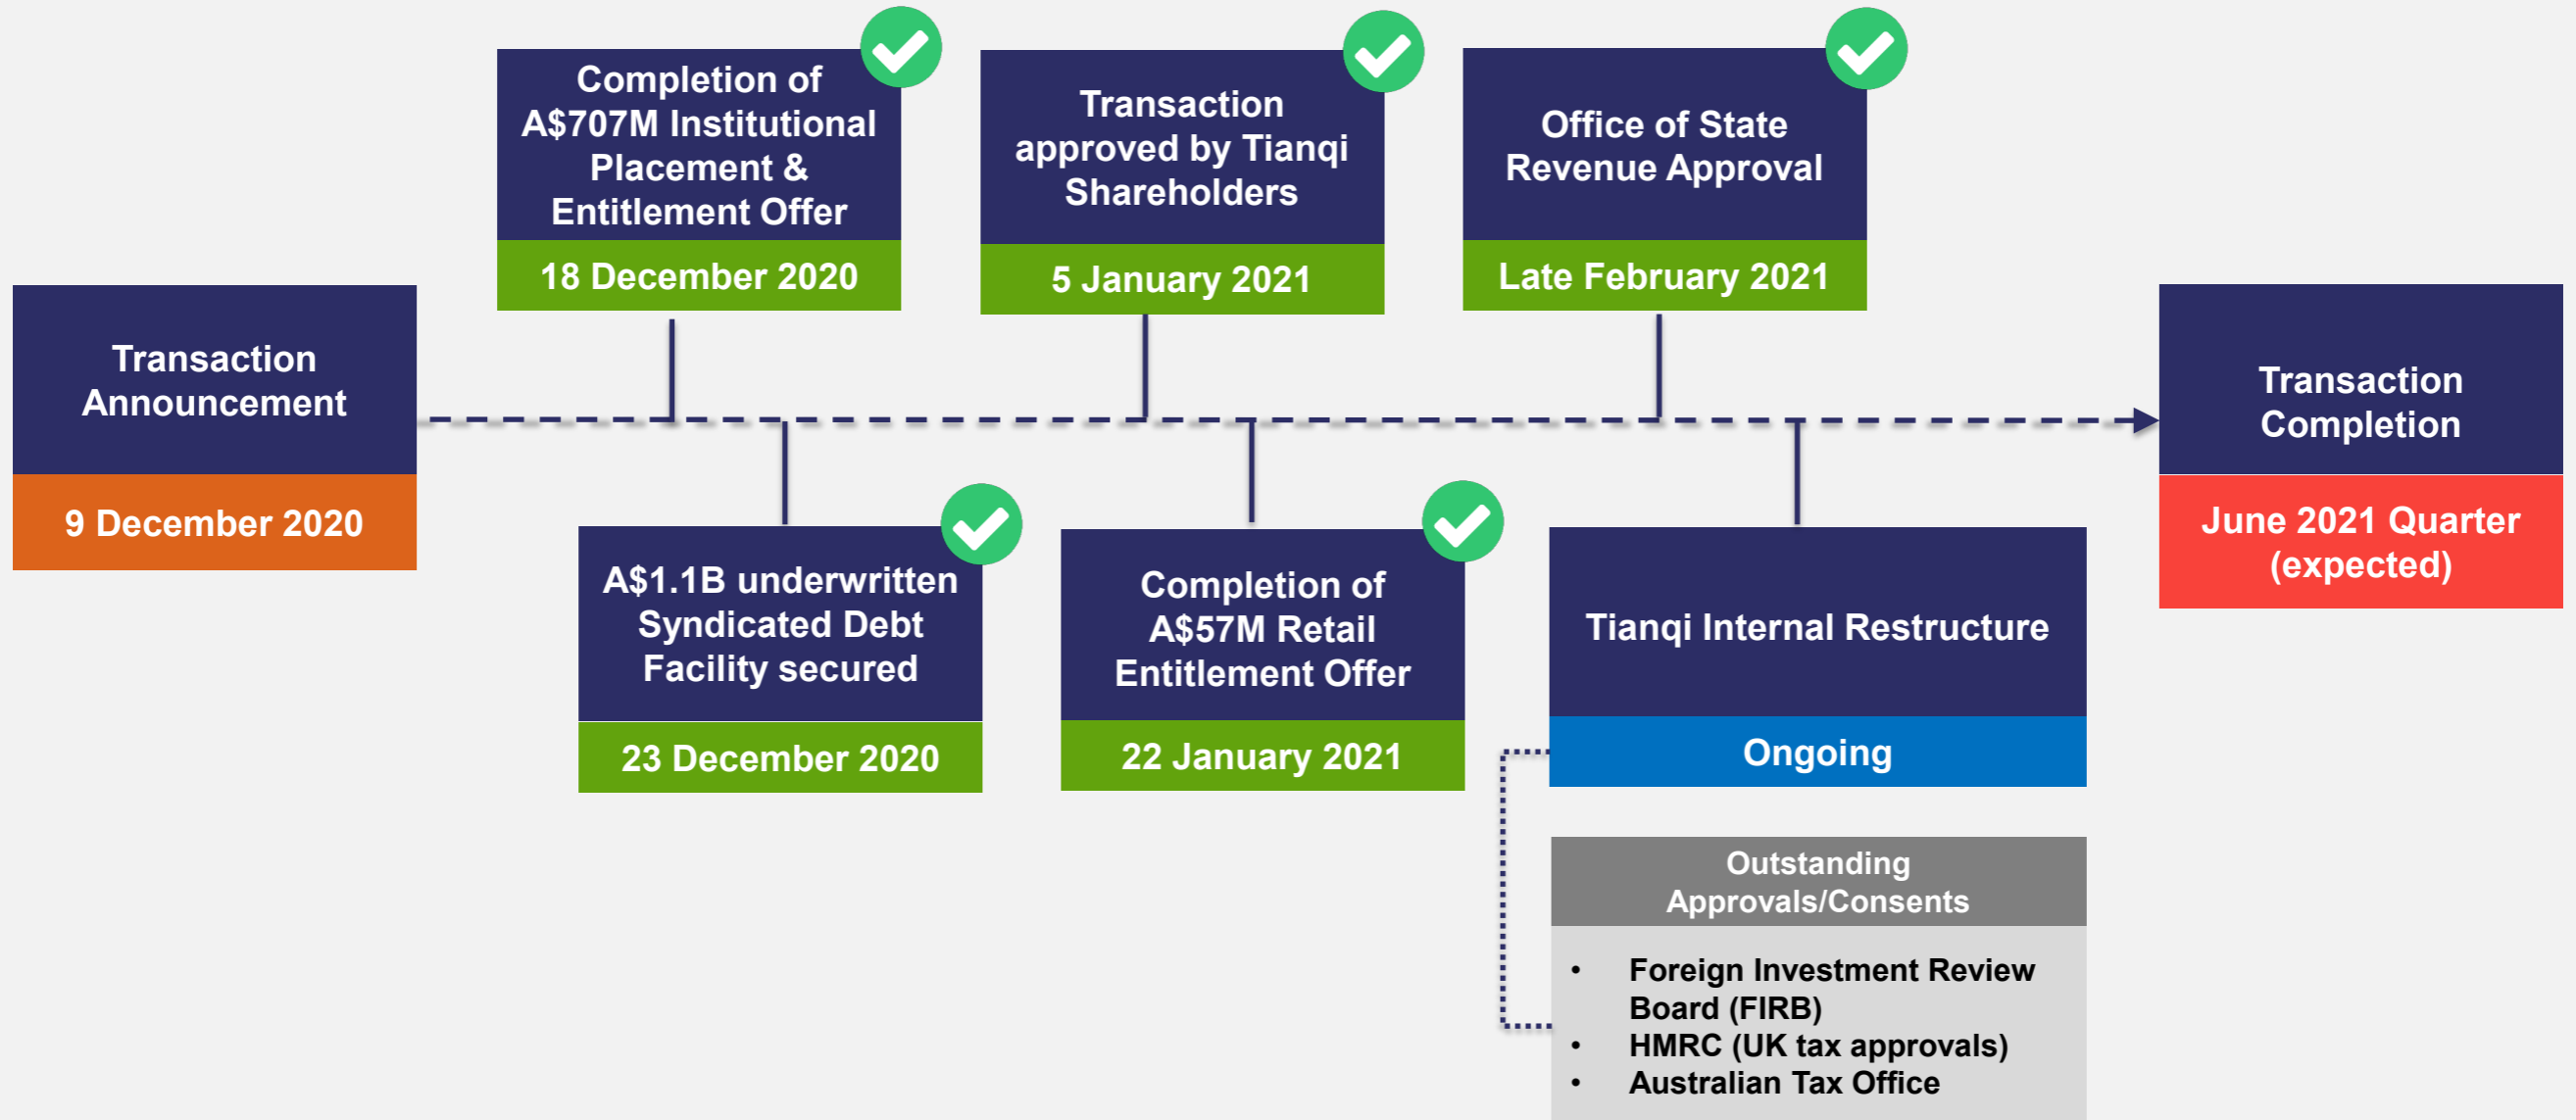 Transaction
Announcement
9 December 2020
Completion of
A$707M Institutional
Placement &
Entitlement Offer
18 December 2020
A$1.1B underwritten
Syndicated Debt
Facility secured
23 December 2020
Transaction
approved by Tianqi
Shareholders
5 January 2021
Completion of
A$57M Retail
Entitlement Offer
22 January 2021
Office of State
Revenue Approval
Late February 2021
Tianqi Internal Restructure
Ongoing
Outstanding
Approvals/Consents
• Foreign Investment Review
Board (FIRB)
• HMRC (UK tax approvals)
• Australian Tax Office
Transaction
Completion
June 2021 Quarter
(expected)